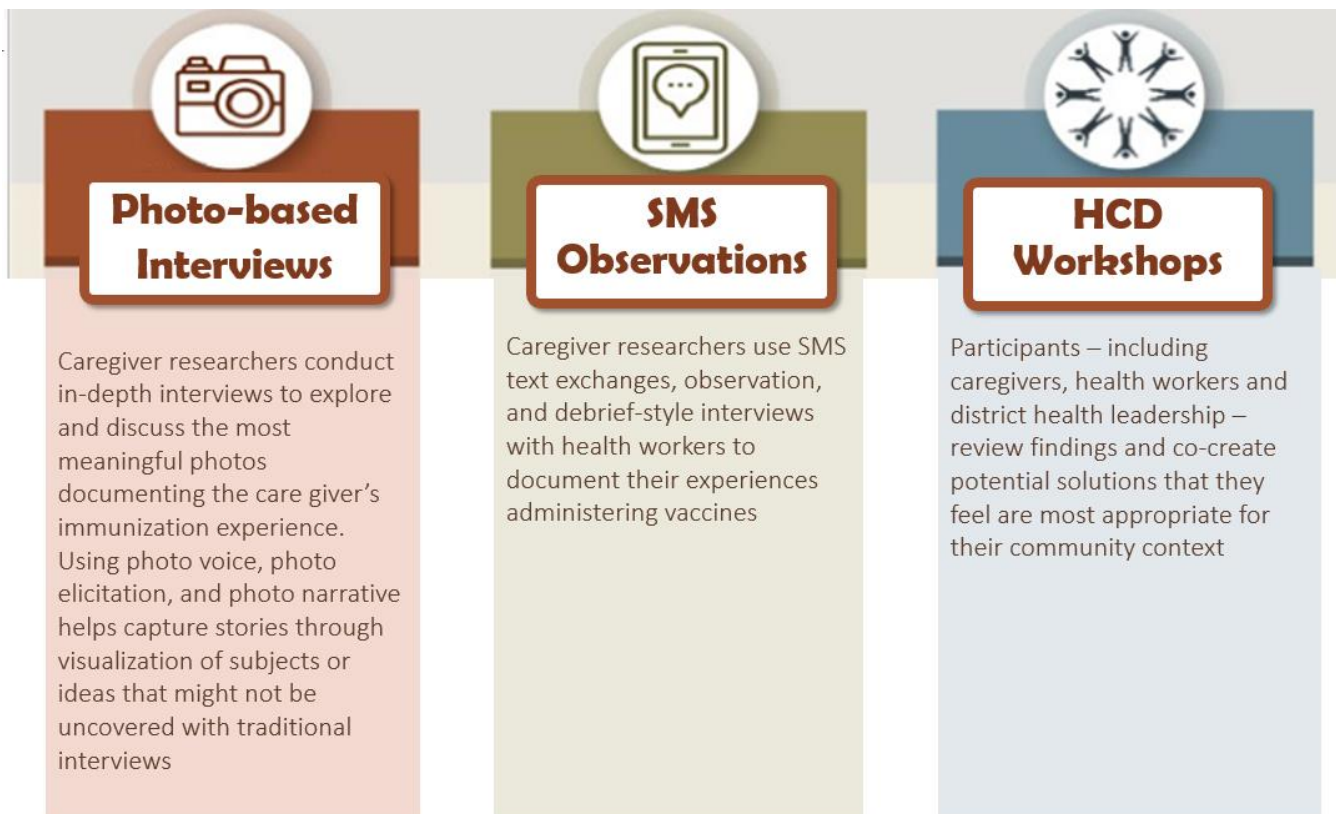 Photo-based
Interviews
Caregiver researchers conduct
in-depth interviews to explore
and discuss the most
meaningful photos
documenting the care giver's
immunization experience.
Using photo voice, photo
elicitation, and photo narrative
helps capture stories through
visualization of subjects or
ideas that might not be
uncovered with traditional
interviews
SMS
Observations
Caregiver researchers use SMS
text exchanges, observation,
and debrief-style interviews
with health workers to
document their experiences
administering vaccines
HCD
Workshops
Participants – including
caregivers, health workers and
district health leadership –
review findings and co-create
potential solutions that they
feel are most appropriate for
their community context